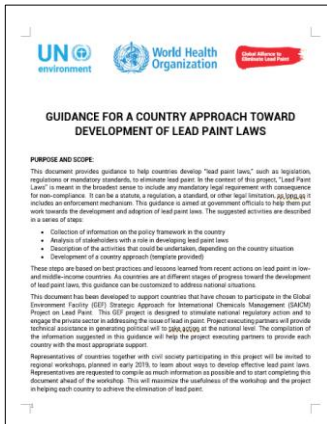 UN
environment
World Health
Organization
Global Alliance to
Eliminate Lead Paint
GUIDANCE FOR A COUNTRY APPROACH TOWARD
DEVELOPMENT OF LEAD PAINT LAWS
PURPOSE AND SCOPE:
This document provides guidance to help countries develop "lead paint laws," such as legislation,
regulations or mandatory standards, to eliminate lead paint. In the context of this project, "Lead Paint
Laws" is meant in the broadest sense to include any mandatory legal requirement with consequence
for non-compliance. It can be a statute, a regulation, a standard, or other legal limitation, as long as it
includes an enforcement mechanism. This guidance is aimed at government officials to help them put
work towards the development and adoption of lead paint laws. The suggested activities are described
in a series of steps:
• Collection of information on the policy framework in the country
• Analysis of stakeholders with a role in developing lead paint laws
• Description of the activities that could be undertaken, depending on the country situation
• Development of a country approach (template provided)
These steps are based on best practices and lessons learned from recent actions on lead paint in low-
and middle-income countries. As countries are at different stages of progress toward the development
of lead paint laws, this guidance can be customized to address national situations.
This document has been developed to support countries that have chosen to participate in the Global
Environment Facility (GEF) Strategic Approach for International Chemicals Management (SAICM)
Project on Lead Paint. This GEF project is designed to stimulate national regulatory action and to
engage the private sector in addressing the issue of lead in paint. Project executing partners will provide
technical assistance in generating political will to take action at the national level. The compilation of
the information suggested in this guidance will help the project executing partners to provide each
country with the most appropriate support.
Representatives of countries together with civil society participating in this project will be invited to
regional workshops, planned in early 2019, to learn about ways to develop effective lead paint laws.
Representatives are requested to compile as much information as possible and to start completing this
document ahead of the workshop. This will maximize the usefulness of the workshop and the project
in helping each country to achieve the elimination of lead paint.